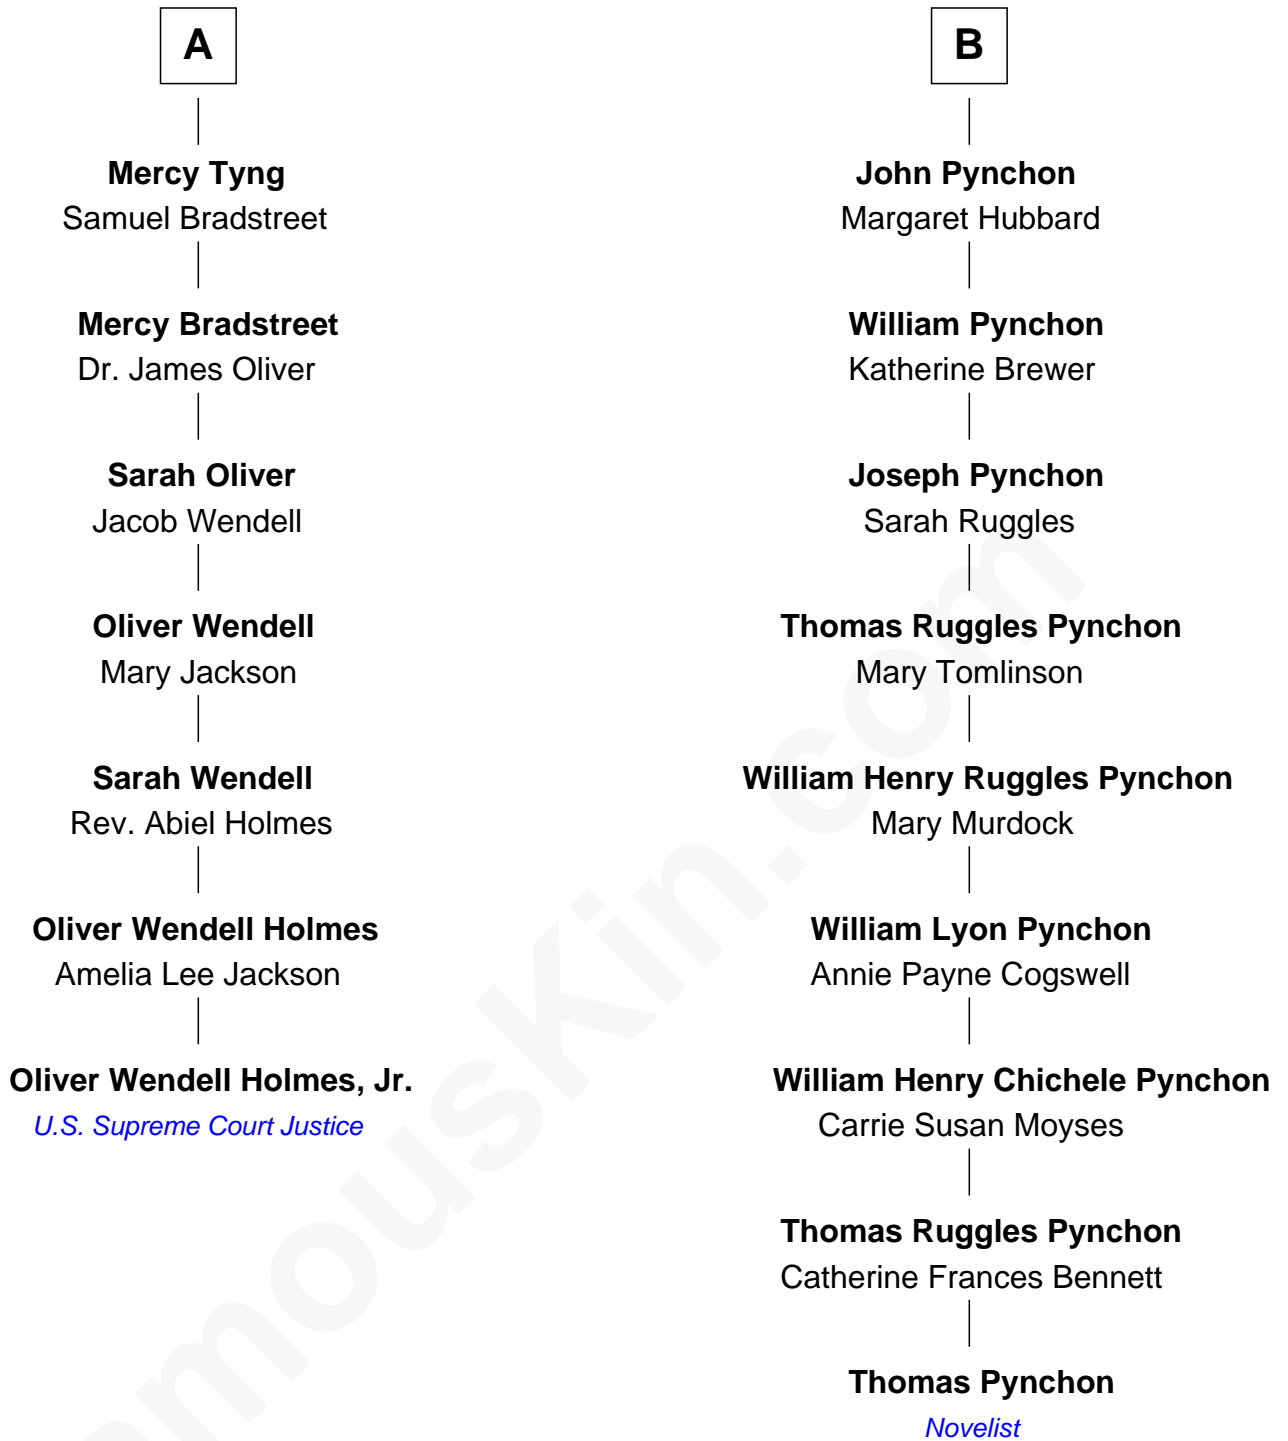 A
Mercy Tyng
Samuel Bradstreet
Mercy Bradstreet
Dr. James Oliver
Sarah Oliver
Jacob Wendell
Oliver Wendell
Mary Jackson
Sarah Wendell
Rev. Abiel Holmes
Oliver Wendell Holmes
Amelia Lee Jackson
Oliver Wendell Holmes, Jr.
U.S. Supreme Court Justice
B
John Pynchon
Margaret Hubbard
William Pynchon
Katherine Brewer
Joseph Pynchon
Sarah Ruggles
Thomas Ruggles Pynchon
Mary Tomlinson
William Henry Ruggles Pynchon
Mary Murdock
William Lyon Pynchon
Annie Payne Cogswell
William Henry Chichele Pynchon
Carrie Susan Moyses
Thomas Ruggles Pynchon
Catherine Frances Bennett
Thomas Pynchon
Novelist
amouskin.com